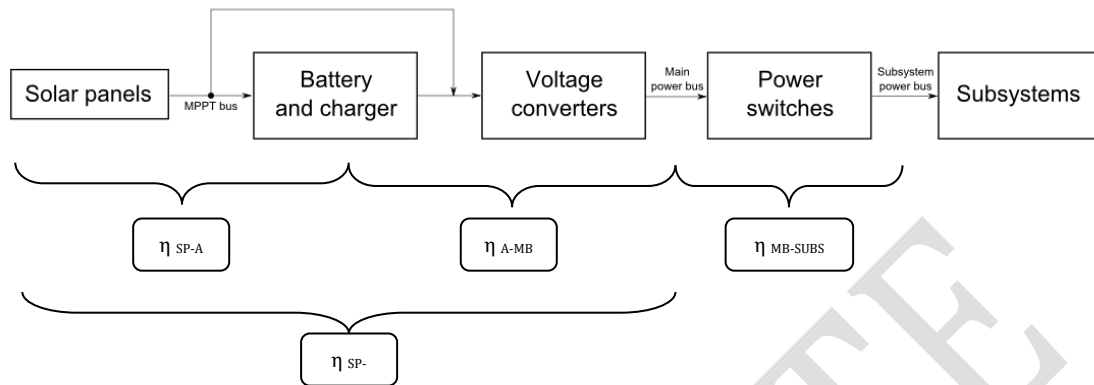 Solar panels
MPPT bus
Battery
and charger
Voltage
converters
Main
power bus
Power
switches
Subsystem
power bus
Subsystems
η SP-A
η A-MB
η MB-SUBS
η SP-
TE